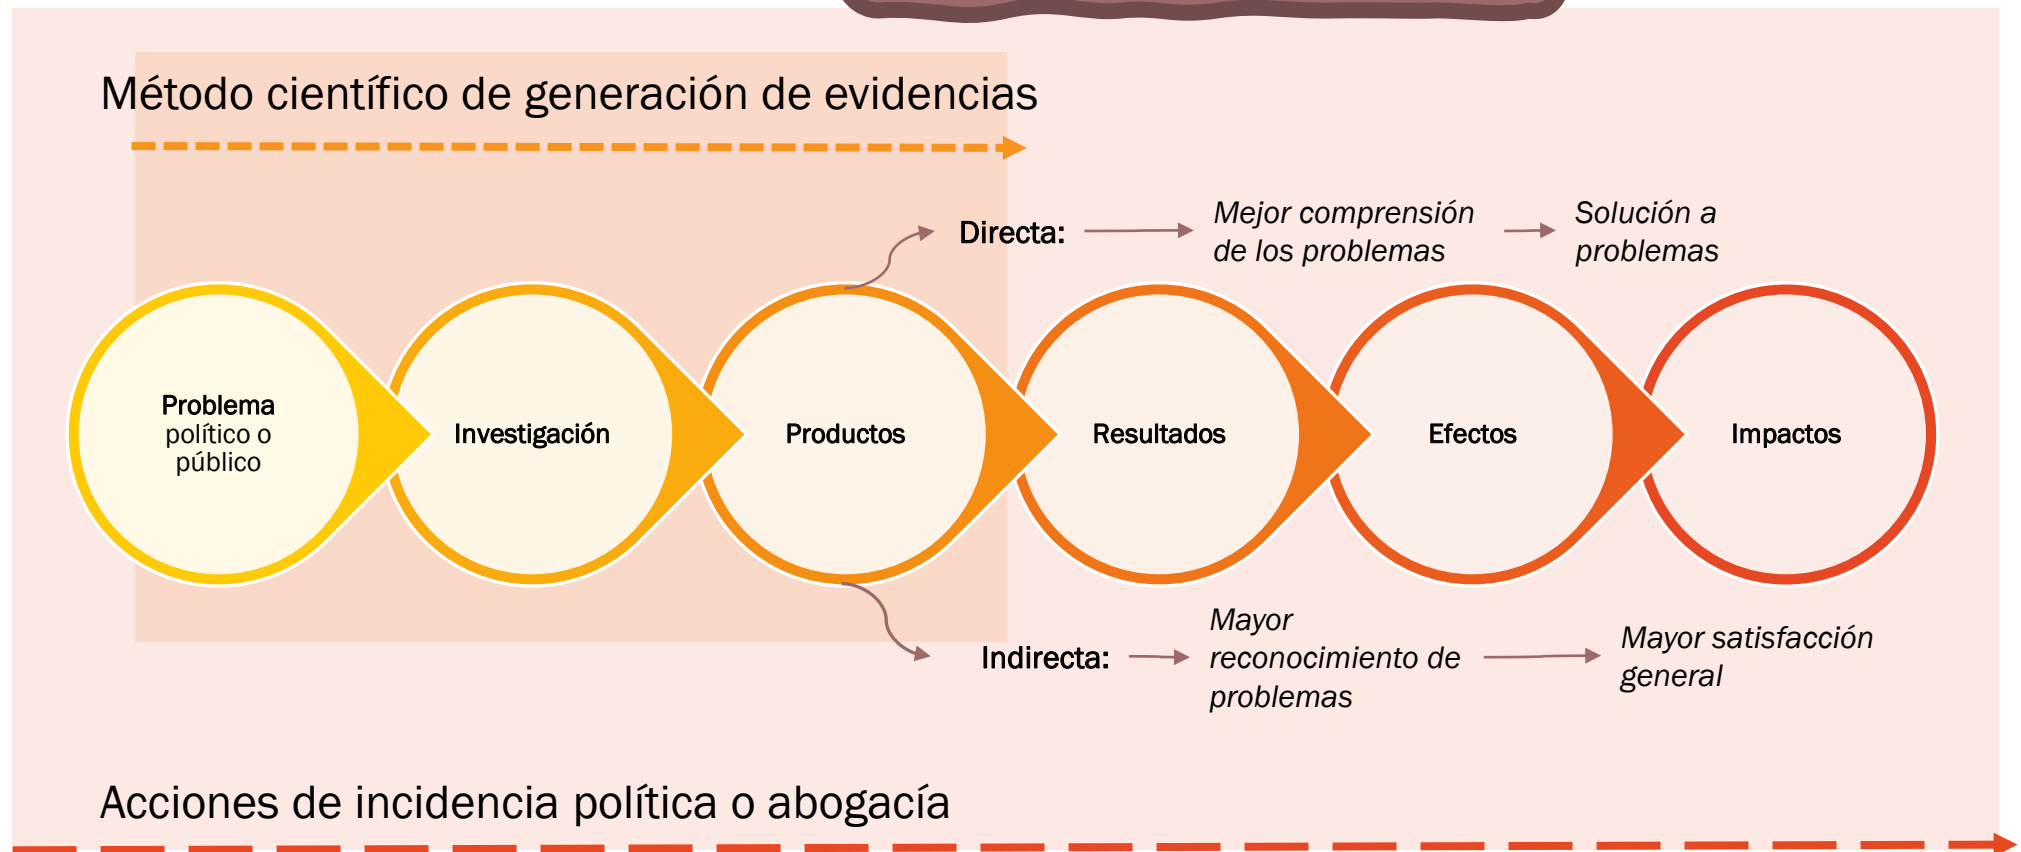 Método científico de generación de evidencias
Directa:
Mejor comprensión
de los problemas
Solución a
problemas
Problema
político o
público
Investigación
Productos
Resultados
Efectos
Impactos
Indirecta:
Mayor
reconocimiento de
problemas
Mayor satisfacción
general
Acciones de incidencia política o abogacía